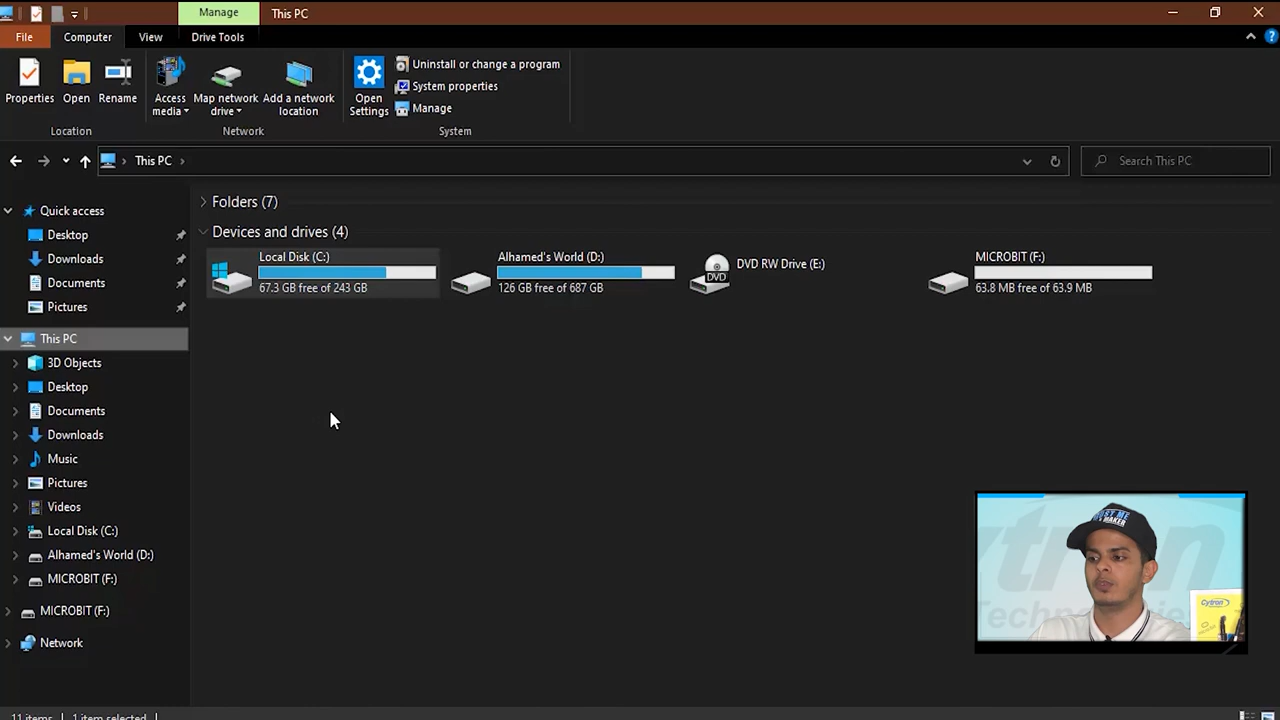 Manage
This PC
File
Computer
View
Drive Tools
Properties
Open
Rename
Access media
Map network drive
Add a network location
Open Settings
Uninstall or change a program
System properties
Manage
Location
Network
System
This PC
Search This PC
Quick access
Desktop
Downloads
Documents
Pictures
This PC
3D Objects
Desktop
Documents
Downloads
Music
Pictures
Videos
Local Disk (C:)
Alhamed's World (D:)
MICROBIT (F:)
MICROBIT (F:)
Network
Folders (7)
Devices and drives (4)
Local Disk (C:)
67.3 GB free of 243 GB
Alhamed's World (D:)
126 GB free of 687 GB
DVD
DVD RW Drive (E:)
MICROBIT (F:)
63.8 MB free of 63.9 MB
Cytron
11 items
1 item selected